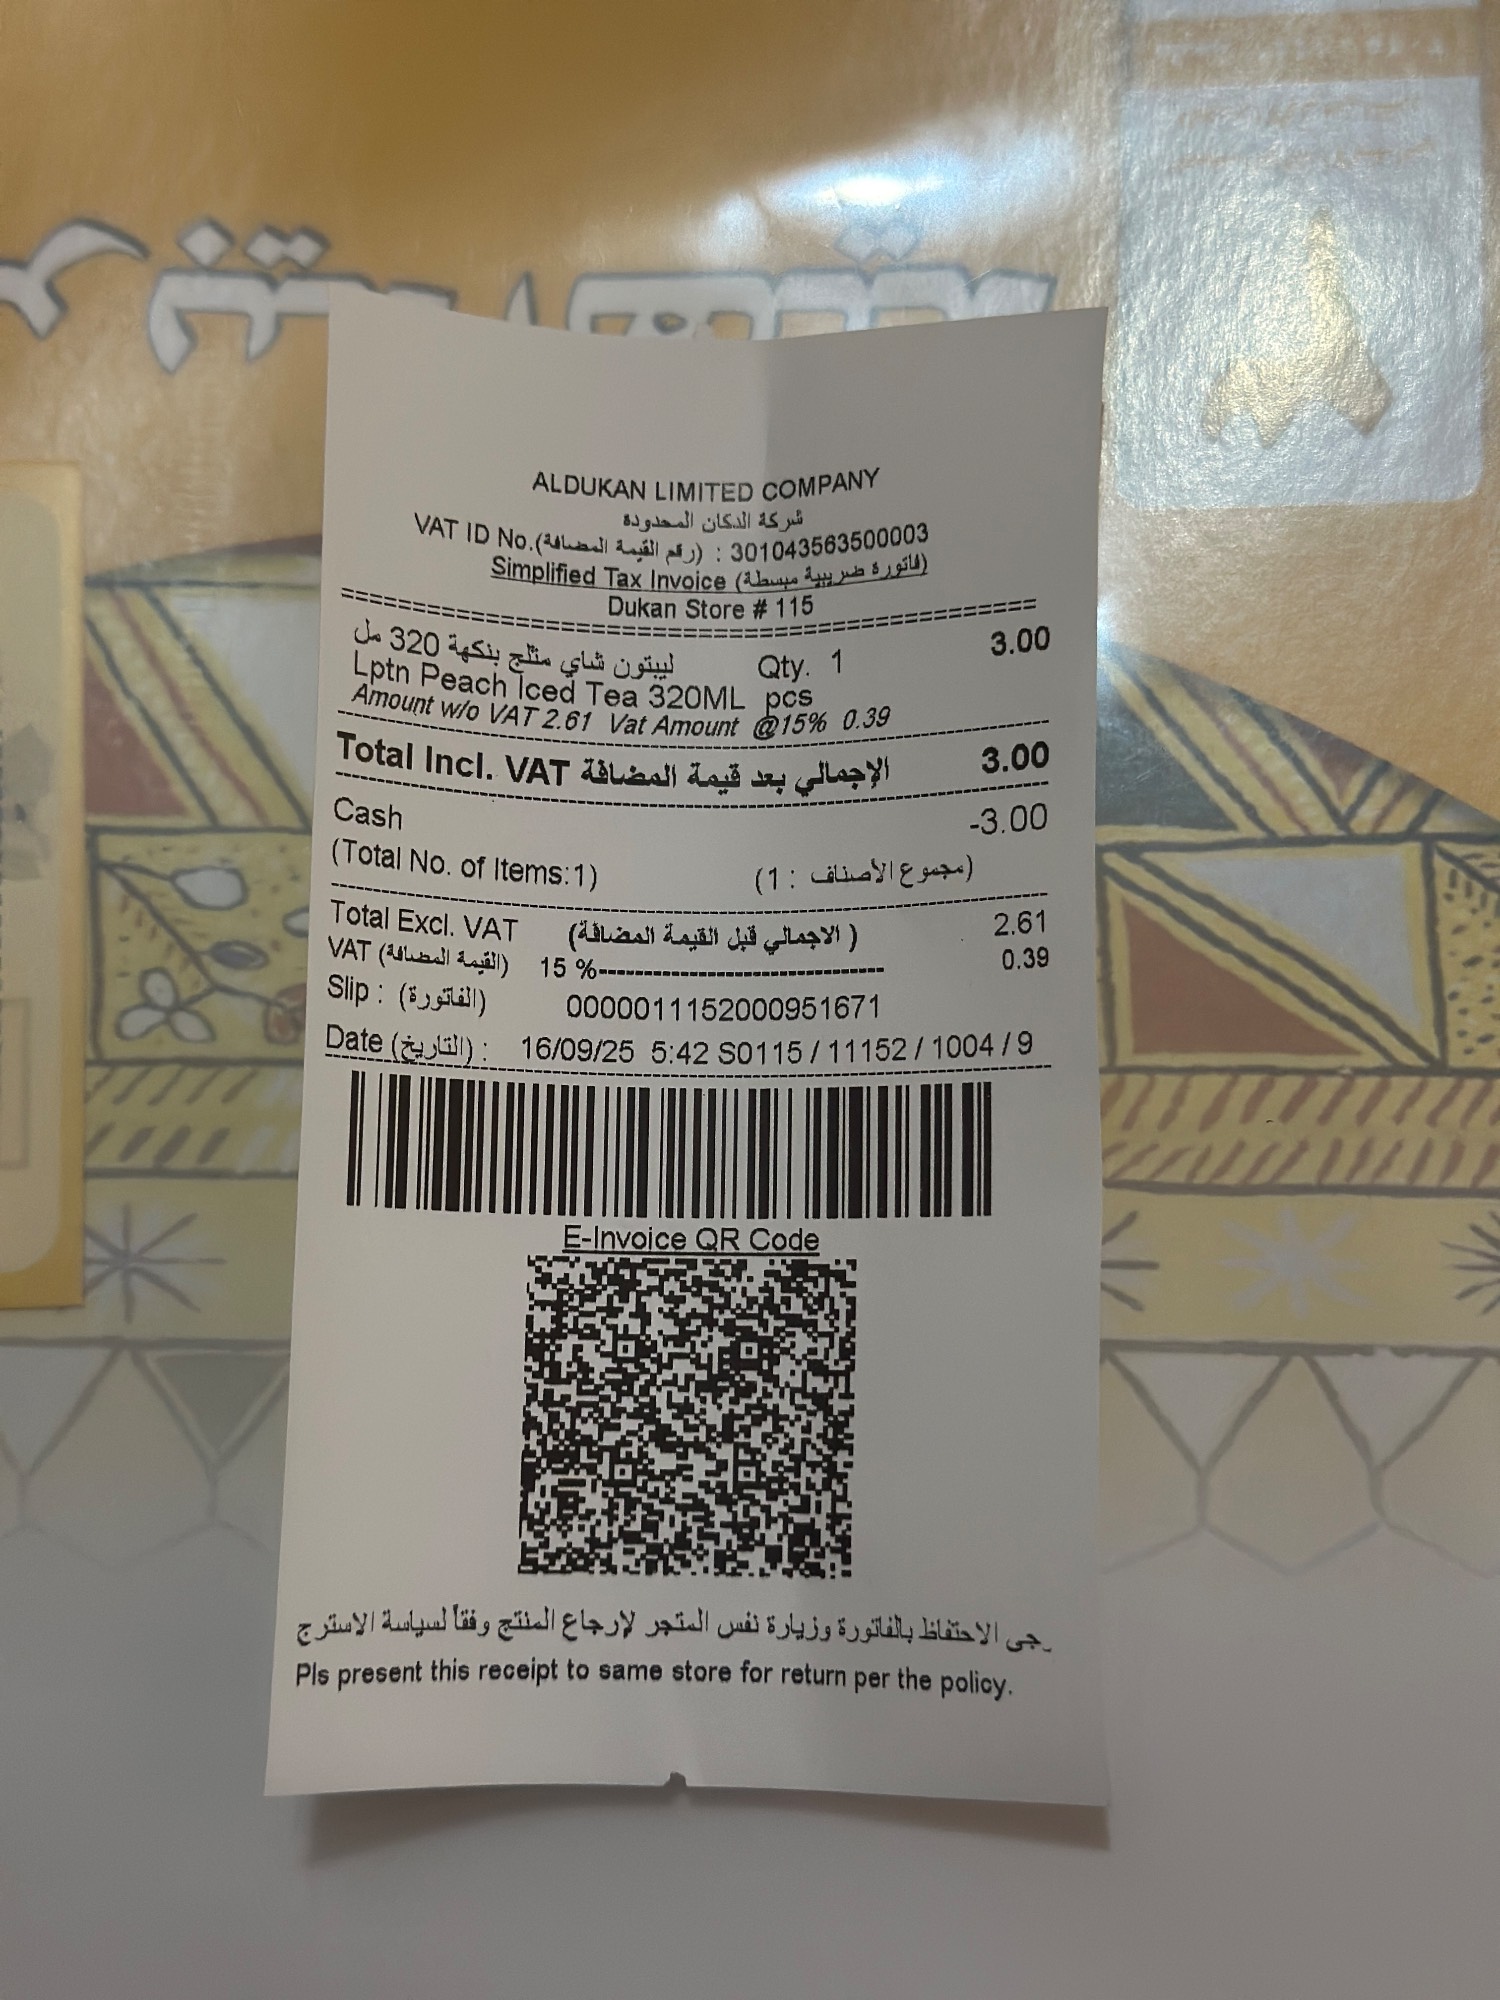 ALDUKAN LIMITED COMPANY
شركة الدكان المحدودة
VAT ID No.(رقم القيمة المضافة) : 301043563500003
Simplified Tax Invoice (فاتورة ضريبية مبسطة)
Dukan Store # 115
ليبتون شاي مثلج بنكهة 320 مل Qty. 1 3.00
Lptn Peach Iced Tea 320ML pcs
Amount w/o VAT 2.61 Vat Amount @15% 0.39
Total Incl. VAT الإجمالي بعد قيمة المضافة 3.00
Cash -3.00
(Total No. of Items:1) (مجموع الأصناف : 1)
Total Excl. VAT (الاجمالي قبل القيمة المضافة ) 2.61
VAT (القيمة المضافة) 15 %-------------------------------------- 0.39
Slip : (الفاتورة) 0000011152000951671
Date (التاريخ) : 16/09/25 5:42 S0115 / 11152 / 1004 / 9
E-Invoice QR Code
رجى الاحتفاظ بالفاتورة وزيارة نفس المتجر لإرجاع المنتج وفقاً لسياسة الاسترج
Pls present this receipt to same store for return per the policy.